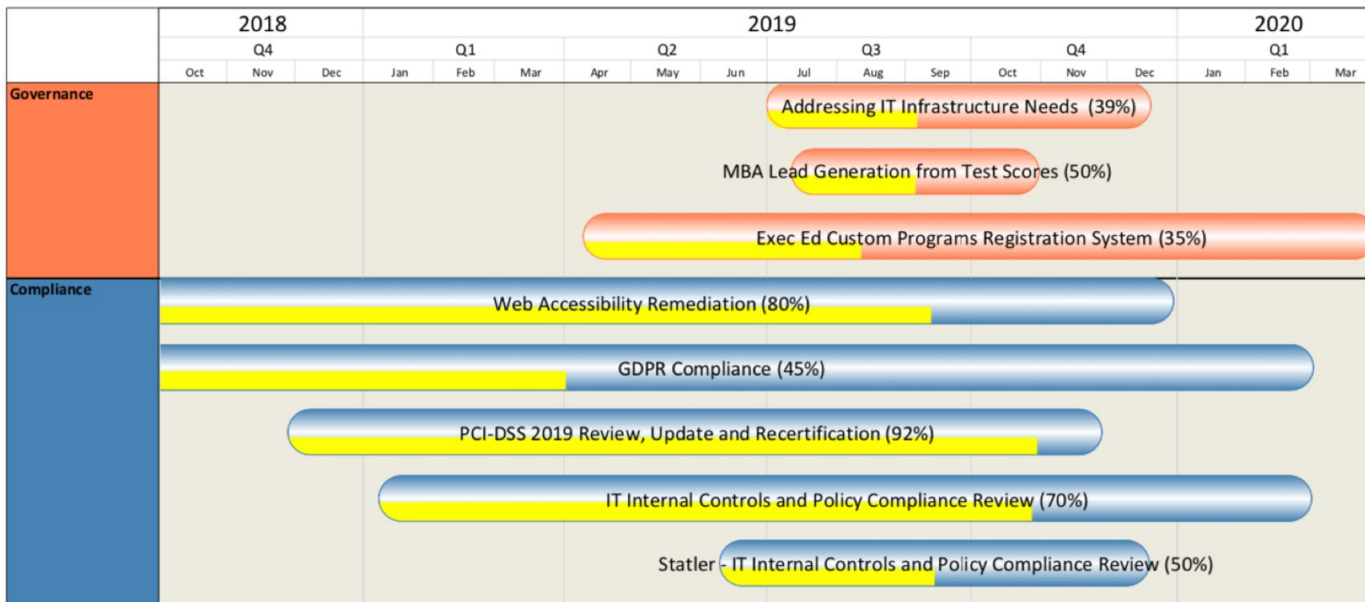 2018 2019 2020
Q4 Q1 Q2 Q3 Q4 Q1
Oct Nov Dec Jan Feb Mar Apr May Jun Jul Aug Sep Oct Nov Dec Jan Feb Mar
Governance
Addressing IT Infrastructure Needs (39%)
MBA Lead Generation from Test Scores (50%)
Exec Ed Custom Programs Registration System (35%)
Compliance
Web Accessibility Remediation (80%)
GDPR Compliance (45%)
PCI-DSS 2019 Review, Update and Recertification (92%)
IT Internal Controls and Policy Compliance Review (70%)
Statler - IT Internal Controls and Policy Compliance Review (50%)